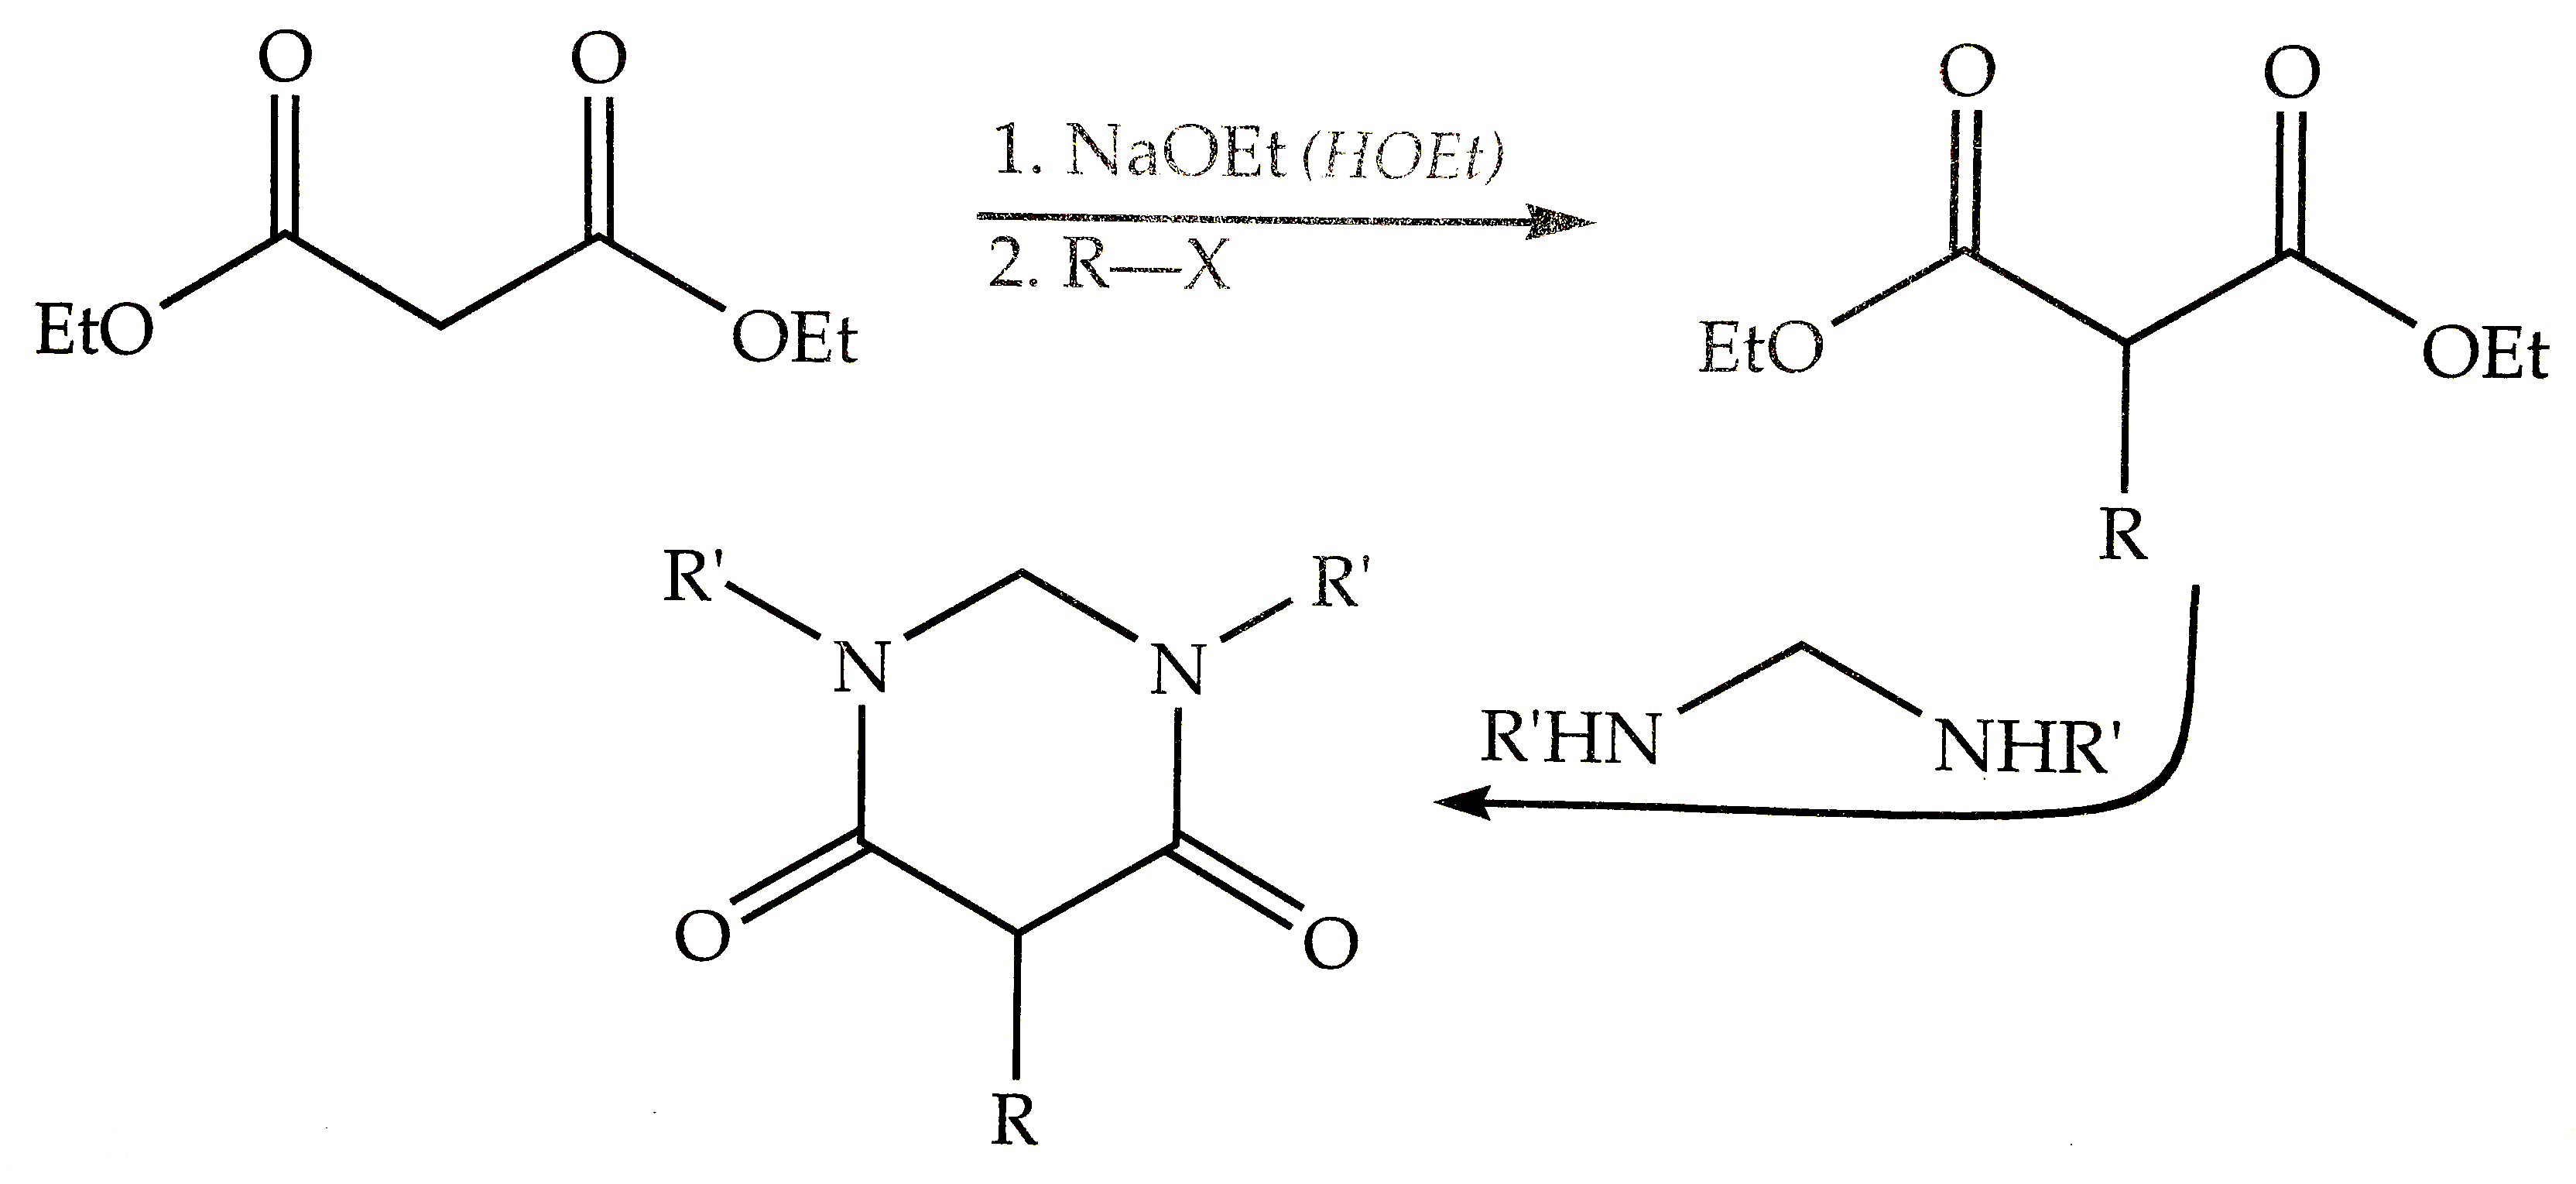 O O
EtO OEt
1. NaOEt (HOEt)
2. R—X
O O
EtO OEt
R
R'HN NHR'
R' R'
N N
O O
R